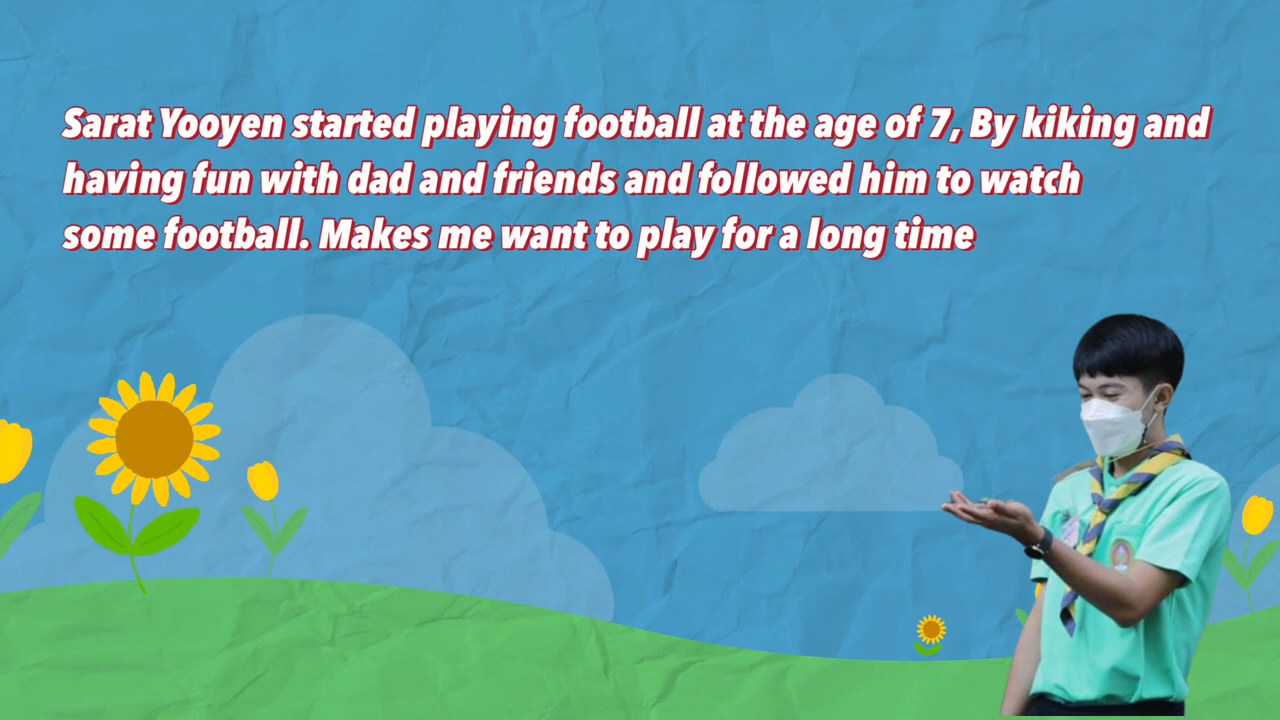 Sarat Yooyen started playing football at the age of 7, By kiking and
having fun with dad and friends and followed him to watch
some football. Makes me want to play for a long time